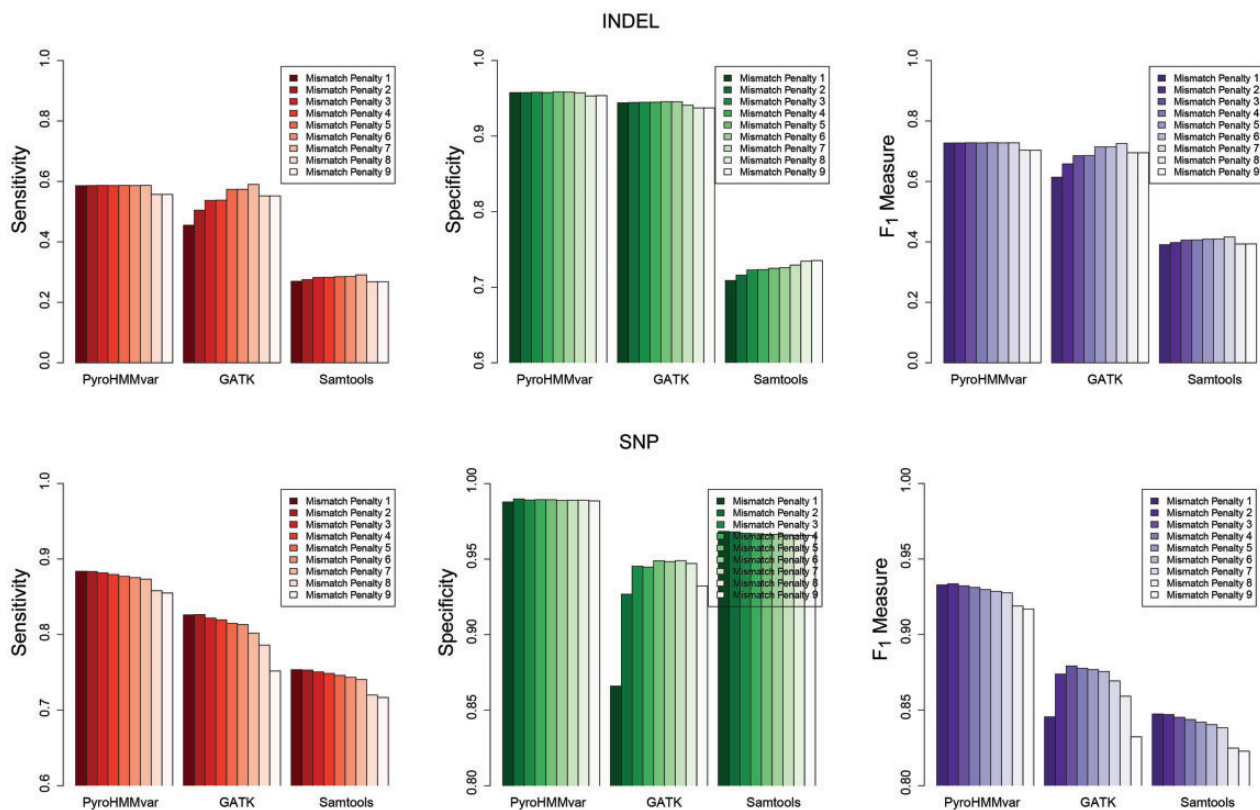 INDEL
Sensitivity
1.0
0.8
0.6
0.4
0.2
0.0
Mismatch Penalty 1
Mismatch Penalty 2
Mismatch Penalty 3
Mismatch Penalty 4
Mismatch Penalty 5
Mismatch Penalty 6
Mismatch Penalty 7
Mismatch Penalty 8
Mismatch Penalty 9
PyroHMMvar GATK Samtools
Specificity
1.0
0.9
0.8
0.7
0.6
Mismatch Penalty 1
Mismatch Penalty 2
Mismatch Penalty 3
Mismatch Penalty 4
Mismatch Penalty 5
Mismatch Penalty 6
Mismatch Penalty 7
Mismatch Penalty 8
Mismatch Penalty 9
PyroHMMvar GATK Samtools
F1 Measure
1.0
0.8
0.6
0.4
0.2
0.0
Mismatch Penalty 1
Mismatch Penalty 2
Mismatch Penalty 3
Mismatch Penalty 4
Mismatch Penalty 5
Mismatch Penalty 6
Mismatch Penalty 7
Mismatch Penalty 8
Mismatch Penalty 9
PyroHMMvar GATK Samtools
SNP
Sensitivity
1.0
0.9
0.8
0.7
0.6
Mismatch Penalty 1
Mismatch Penalty 2
Mismatch Penalty 3
Mismatch Penalty 4
Mismatch Penalty 5
Mismatch Penalty 6
Mismatch Penalty 7
Mismatch Penalty 8
Mismatch Penalty 9
PyroHMMvar GATK Samtools
Specificity
1.00
0.95
0.90
0.85
0.80
Mismatch Penalty 1
Mismatch Penalty 2
Mismatch Penalty 3
Mismatch Penalty 4
Mismatch Penalty 5
Mismatch Penalty 6
Mismatch Penalty 7
Mismatch Penalty 8
Mismatch Penalty 9
PyroHMMvar GATK Samtools
F1 Measure
1.00
0.95
0.90
0.85
0.80
Mismatch Penalty 1
Mismatch Penalty 2
Mismatch Penalty 3
Mismatch Penalty 4
Mismatch Penalty 5
Mismatch Penalty 6
Mismatch Penalty 7
Mismatch Penalty 8
Mismatch Penalty 9
PyroHMMvar GATK Samtools